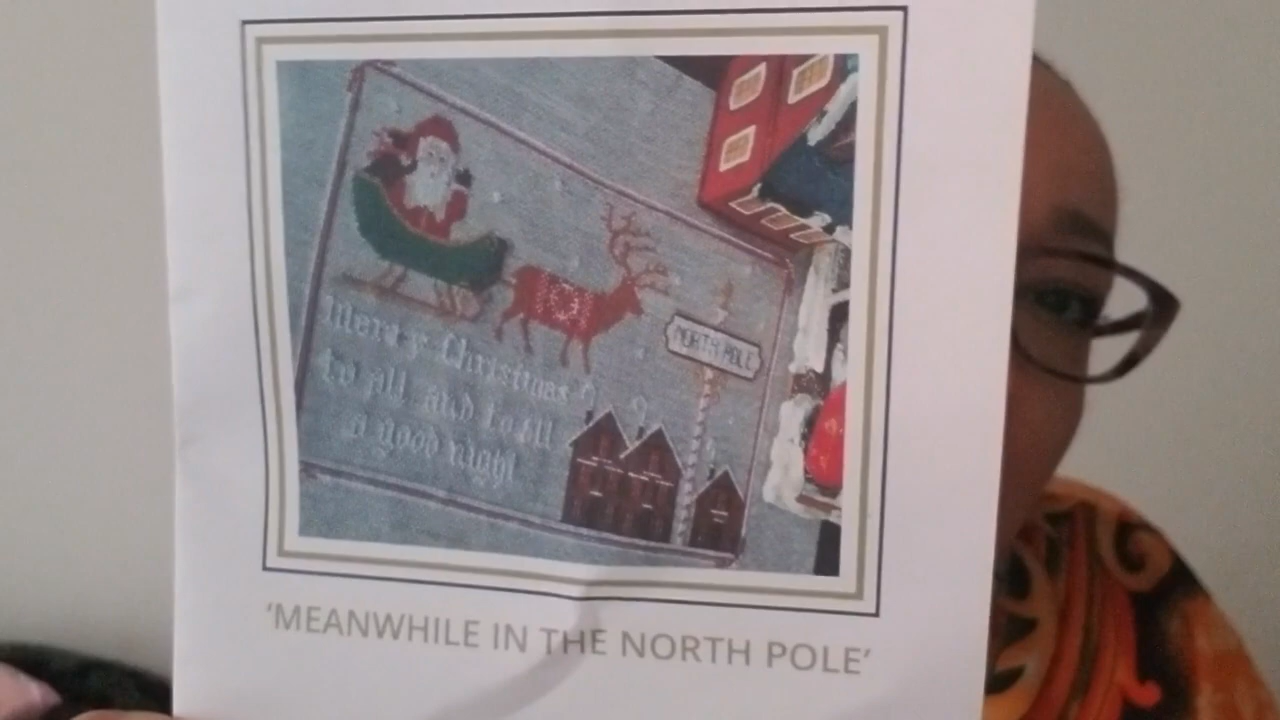 Merry Christmas
to all, and to all
a good night
NORTH POLE
'MEANWHILE IN THE NORTH POLE'